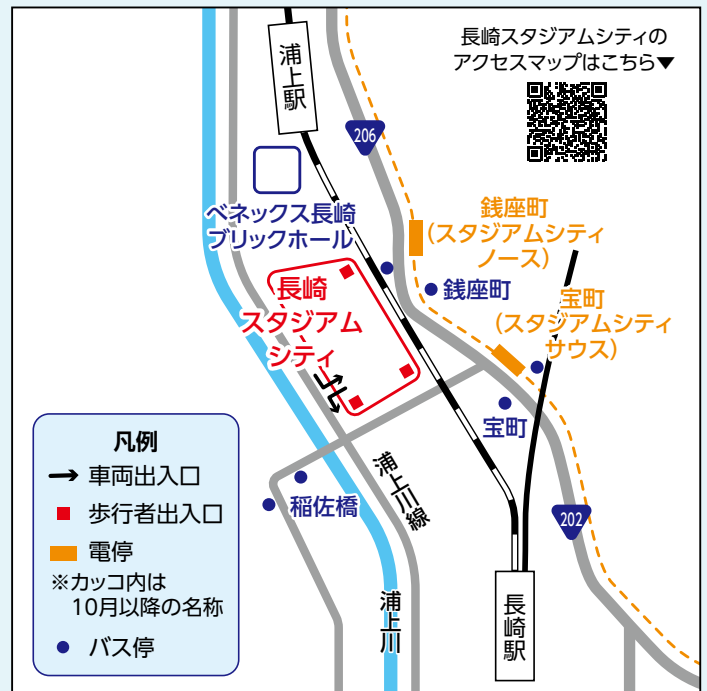 長崎スタジアムシティの
アクセスマップはこちら▼
浦上駅
206
ベネックス長崎
ブリックホール
銭座町
(スタジアムシティ
ノース)
銭座町
宝町
(スタジアムシティ
サウス)
長崎
スタジアム
シティ
宝町
稲佐橋
浦上川線
202
浦上川
長崎駅
凡例
車両出入口
歩行者出入口
電停
※カッコ内は
10月以降の名称
バス停